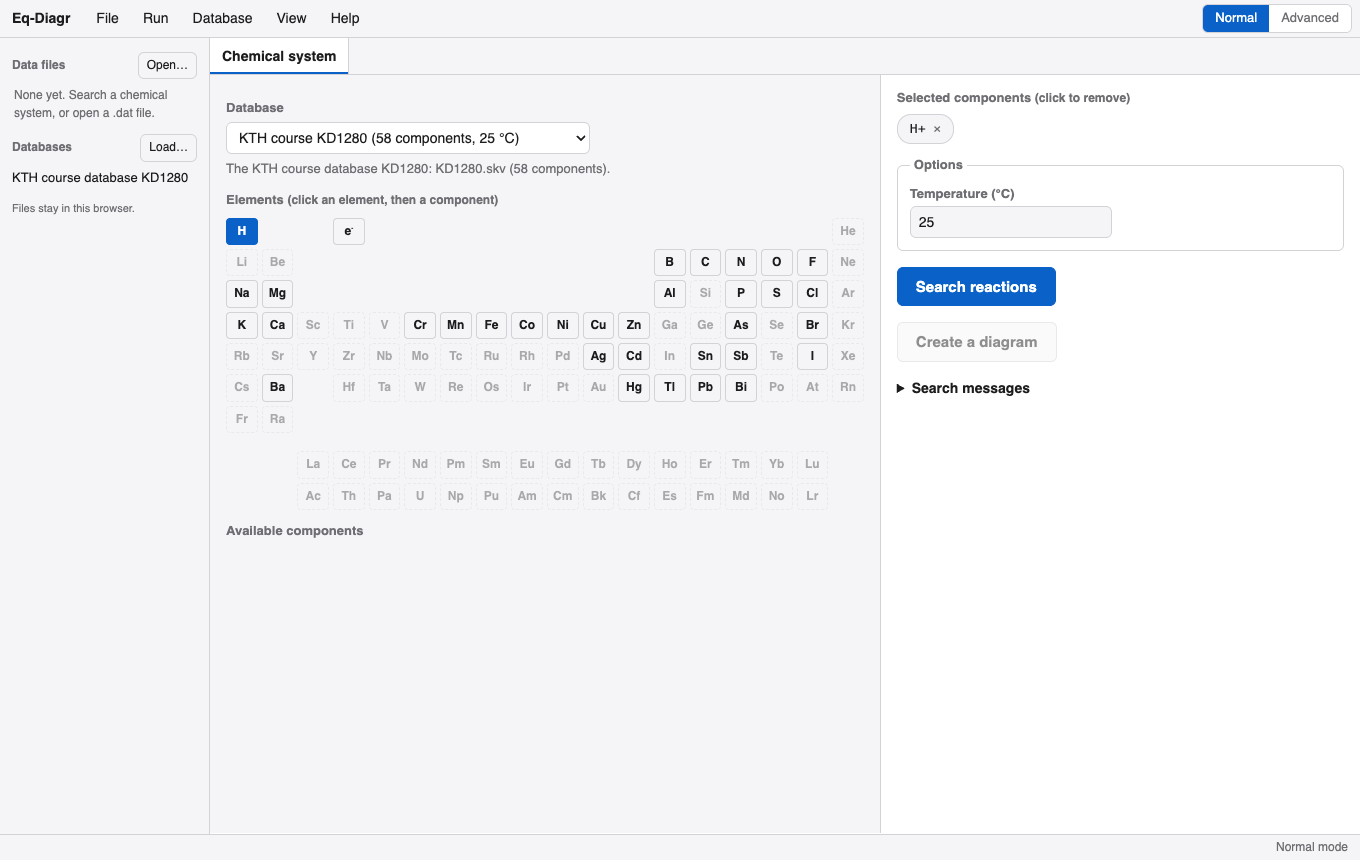 Eq-Diagr File Run Database View Help Normal Advanced
Data files Open…
None yet. Search a chemical
system, or open a .dat file.
Databases Load…
KTH course database KD1280
Files stay in this browser.
Chemical system
Database
KTH course KD1280 (58 components, 25 °C)
The KTH course database KD1280: KD1280.skv (58 components).
Elements (click an element, then a component)
H e- He
Li Be B C N O F Ne
Na Mg Al Si P S Cl Ar
K Ca Sc Ti V Cr Mn Fe Co Ni Cu Zn Ga Ge As Se Br Kr
Rb Sr Y Zr Nb Mo Tc Ru Rh Pd Ag Cd In Sn Sb Te I Xe
Cs Ba Hf Ta W Re Os Ir Pt Au Hg Tl Pb Bi Po At Rn
Fr Ra
La Ce Pr Nd Pm Sm Eu Gd Tb Dy Ho Er Tm Yb Lu
Ac Th Pa U Np Pu Am Cm Bk Cf Es Fm Md No Lr
Available components
Selected components (click to remove)
H+ ×
Options
Temperature (°C)
25
Search reactions
Create a diagram
Search messages
Normal mode